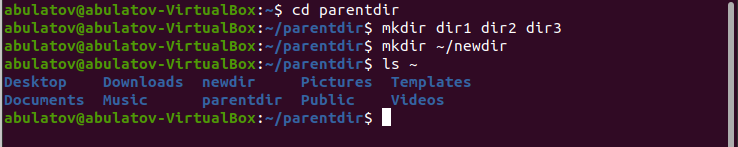 abulatov@abulatov-VirtualBox:~$ cd parentdir
abulatov@abulatov-VirtualBox:~/parentdir$ mkdir dir1 dir2 dir3
abulatov@abulatov-VirtualBox:~/parentdir$ mkdir ~/newdir
abulatov@abulatov-VirtualBox:~/parentdir$ ls ~
Desktop Downloads newdir Pictures Templates
Documents Music parentdir Public Videos
abulatov@abulatov-VirtualBox:~/parentdir$